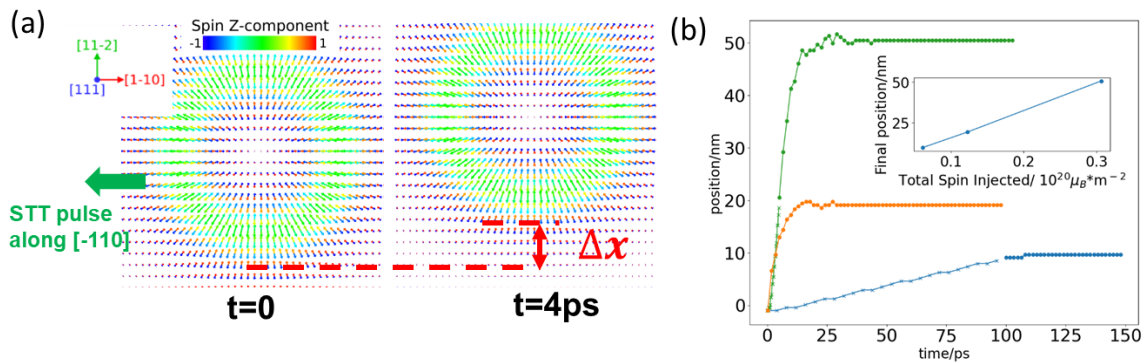 (a)
Spin Z-component
-1 1
[11-2]
[111] [1-10]
STT pulse
along [-110]
Δx
t=0
t=4ps
(b)
position/nm
50
40
30
20
10
0
0 25 50 75 100 125 150
time/ps
Final position/nm
50
25
0.1 0.2 0.3
Total Spin Injected/ 10²⁰μ_B*m⁻²